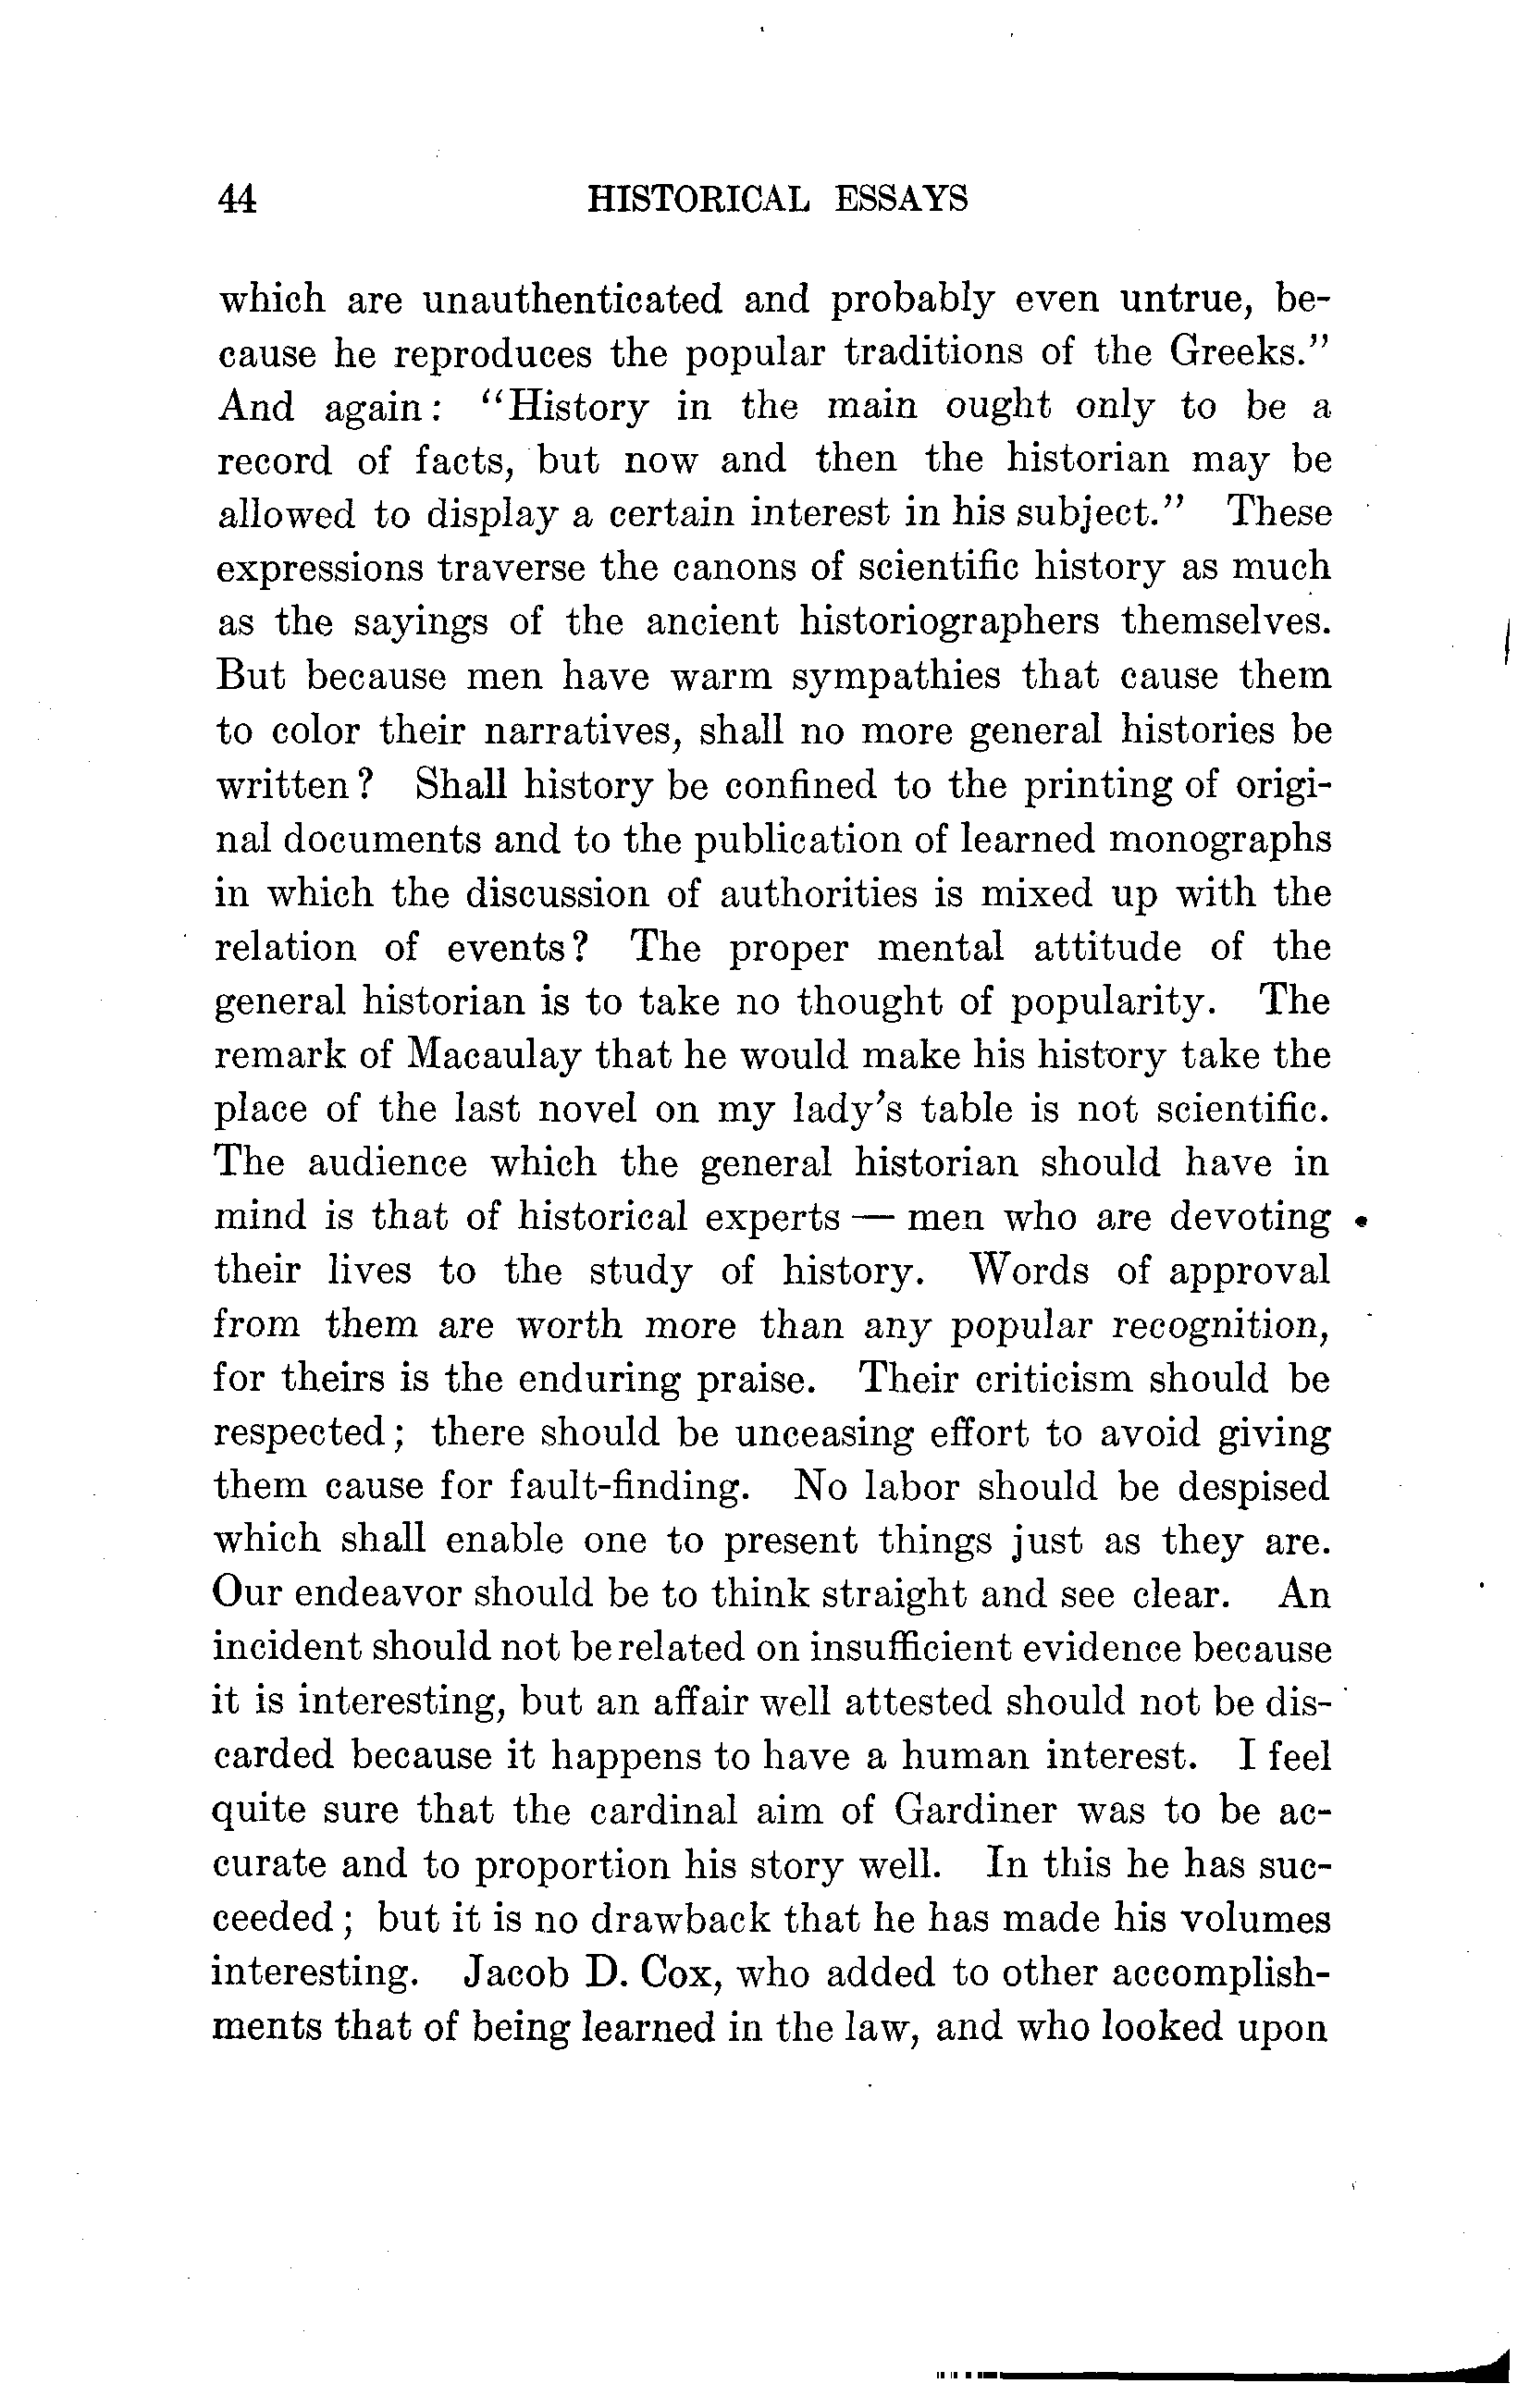 44 HISTORICAL ESSAYS
which are unauthenticated and probably even untrue, be-
cause he reproduces the popular traditions of the Greeks."
And again: "History in the main ought only to be a
record of facts, but now and then the historian may be
allowed to display a certain interest in his subject." These
expressions traverse the canons of scientific history as much
as the sayings of the ancient historiographers themselves.
But because men have warm sympathies that cause them
to color their narratives, shall no more general histories be
written? Shall history be confined to the printing of origi-
nal documents and to the publication of learned monographs
in which the discussion of authorities is mixed up with the
relation of events? The proper mental attitude of the
general historian is to take no thought of popularity. The
remark of Macaulay that he would make his history take the
place of the last novel on my lady's table is not scientific.
The audience which the general historian should have in
mind is that of historical experts — men who are devoting
their lives to the study of history. Words of approval
from them are worth more than any popular recognition,
for theirs is the enduring praise. Their criticism should be
respected; there should be unceasing effort to avoid giving
them cause for fault-finding. No labor should be despised
which shall enable one to present things just as they are.
Our endeavor should be to think straight and see clear. An
incident should not be related on insufficient evidence because
it is interesting, but an affair well attested should not be dis-
carded because it happens to have a human interest. I feel
quite sure that the cardinal aim of Gardiner was to be ac-
curate and to proportion his story well. In this he has suc-
ceeded; but it is no drawback that he has made his volumes
interesting. Jacob D. Cox, who added to other accomplish-
ments that of being learned in the law, and who looked upon